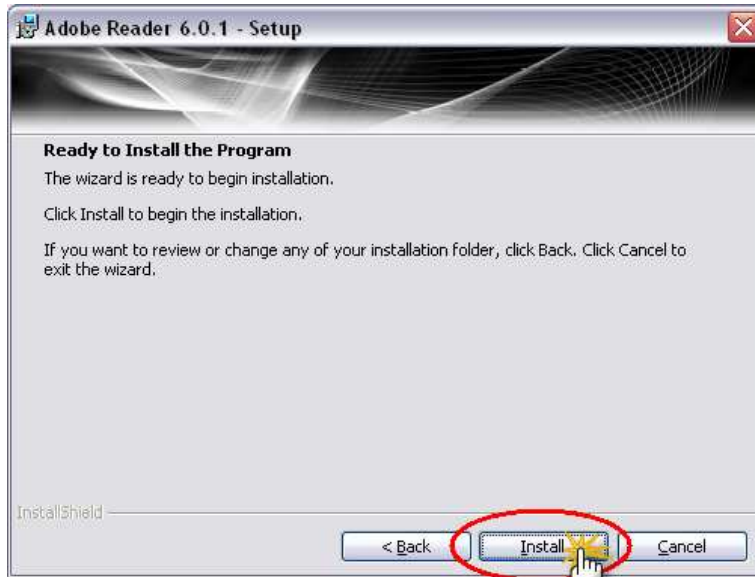 Adobe Reader 6.0.1 - Setup
Ready to Install the Program
The wizard is ready to begin installation.
Click Install to begin the installation.
If you want to review or change any of your installation folder, click Back. Click Cancel to
exit the wizard.
InstallShield
< Back Install Cancel